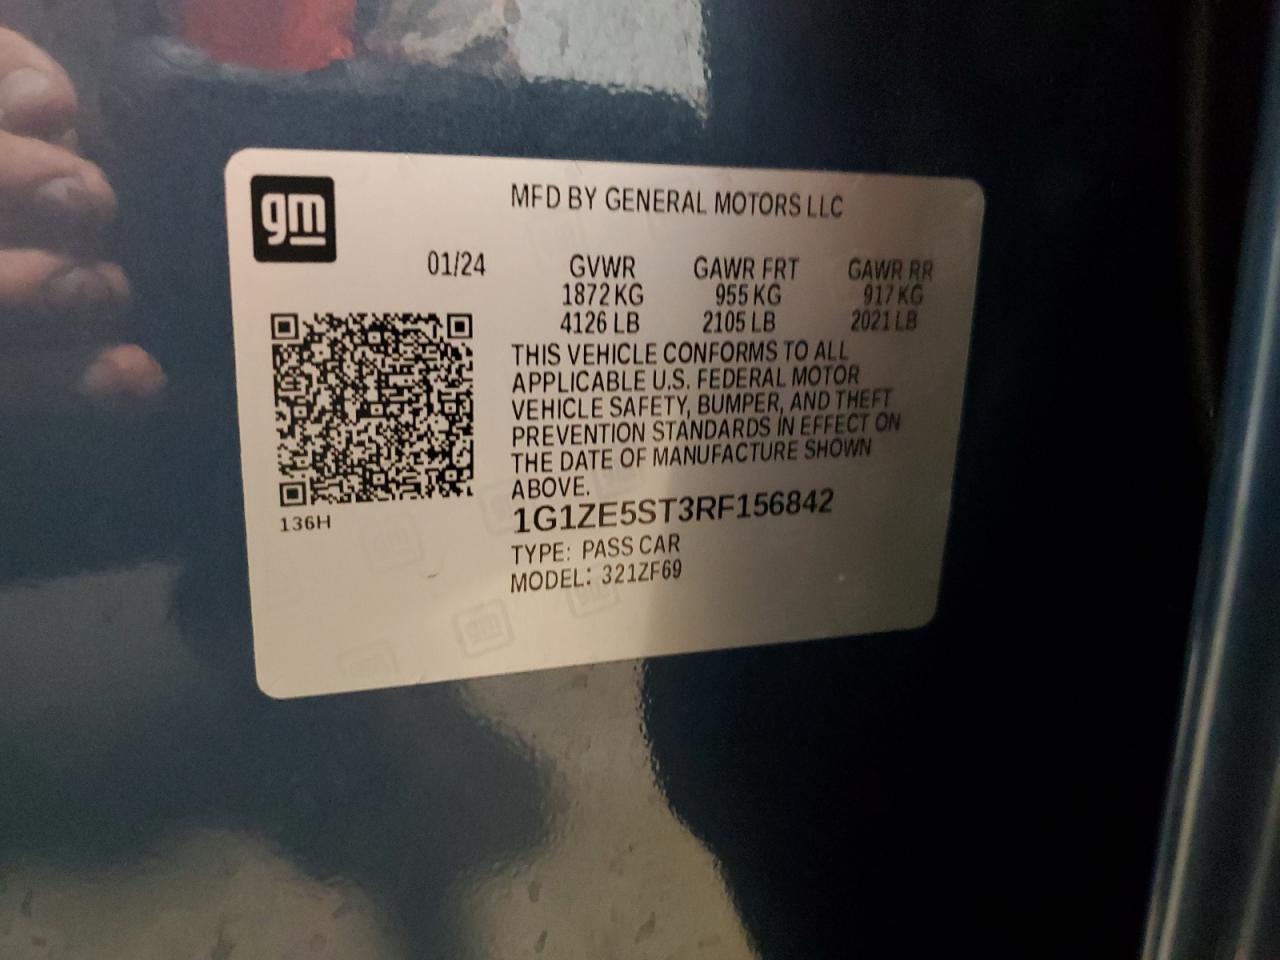 gm
MFD BY GENERAL MOTORS LLC
01/24 GVWR GAWR FRT GAWR RR
1872 KG 955 KG 917 KG
4126 LB 2105 LB 2021 LB
THIS VEHICLE CONFORMS TO ALL
APPLICABLE U.S. FEDERAL MOTOR
VEHICLE SAFETY, BUMPER, AND THEFT
PREVENTION STANDARDS IN EFFECT ON
THE DATE OF MANUFACTURE SHOWN
ABOVE.
136H
1G1ZE5ST3RF156842
TYPE: PASS CAR
MODEL: 321ZF69